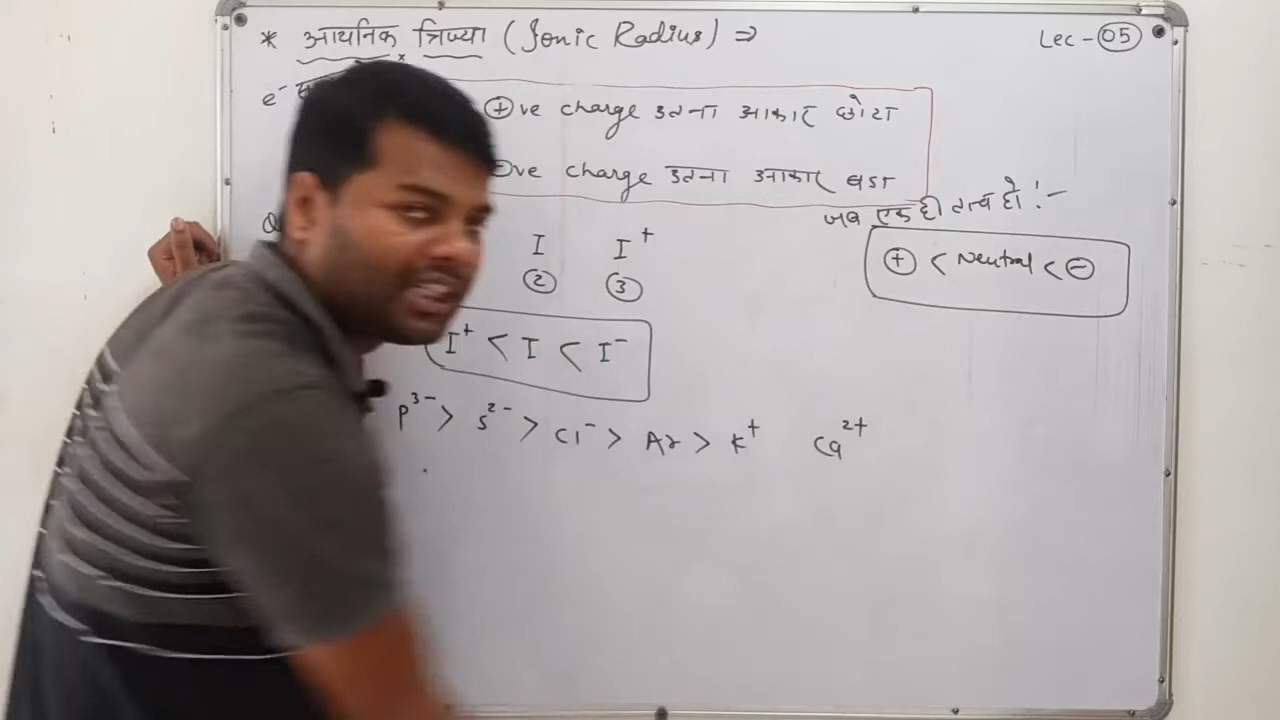 * आयनिक त्रिज्या (Ionic Radius) ⇒
Lec - 05
e⁻
+ve charge उतना आकार छोटा
-ve charge उतना आकार बड़ा
जब एक ही तत्व हो :-
+ < Neutral < -
Q
I I⁺
2 3
I⁺ < I < I⁻
P³⁻ > S²⁻ > Cl⁻ > Ar > K⁺ Ca²⁺